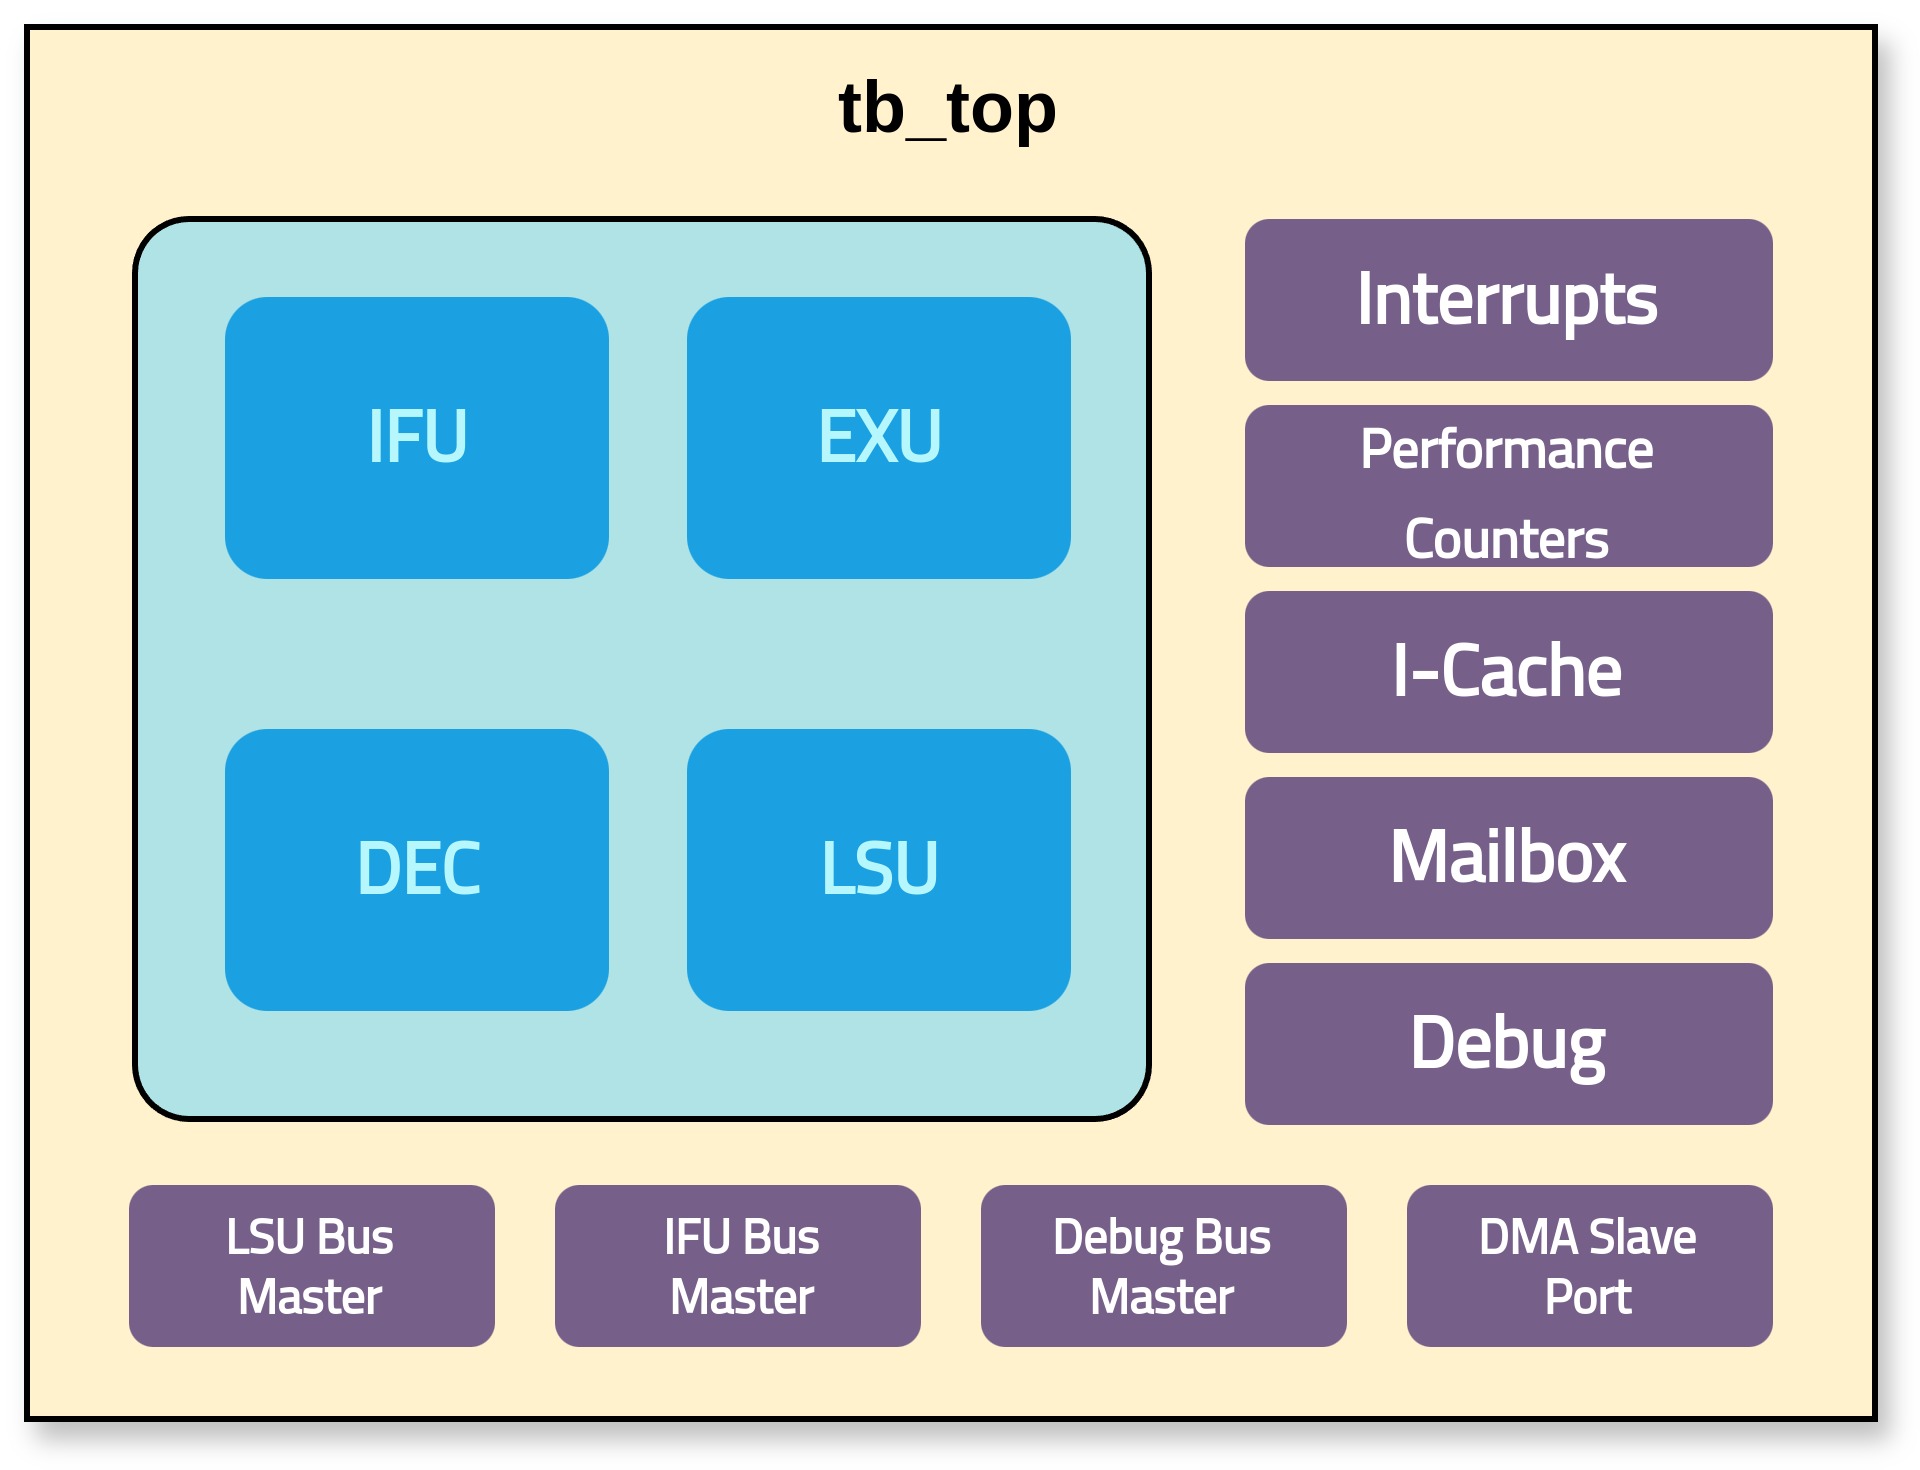 tb_top
IFU
EXU
DEC
LSU
Interrupts
Performance
Counters
I-Cache
Mailbox
Debug
LSU Bus
Master
IFU Bus
Master
Debug Bus
Master
DMA Slave
Port